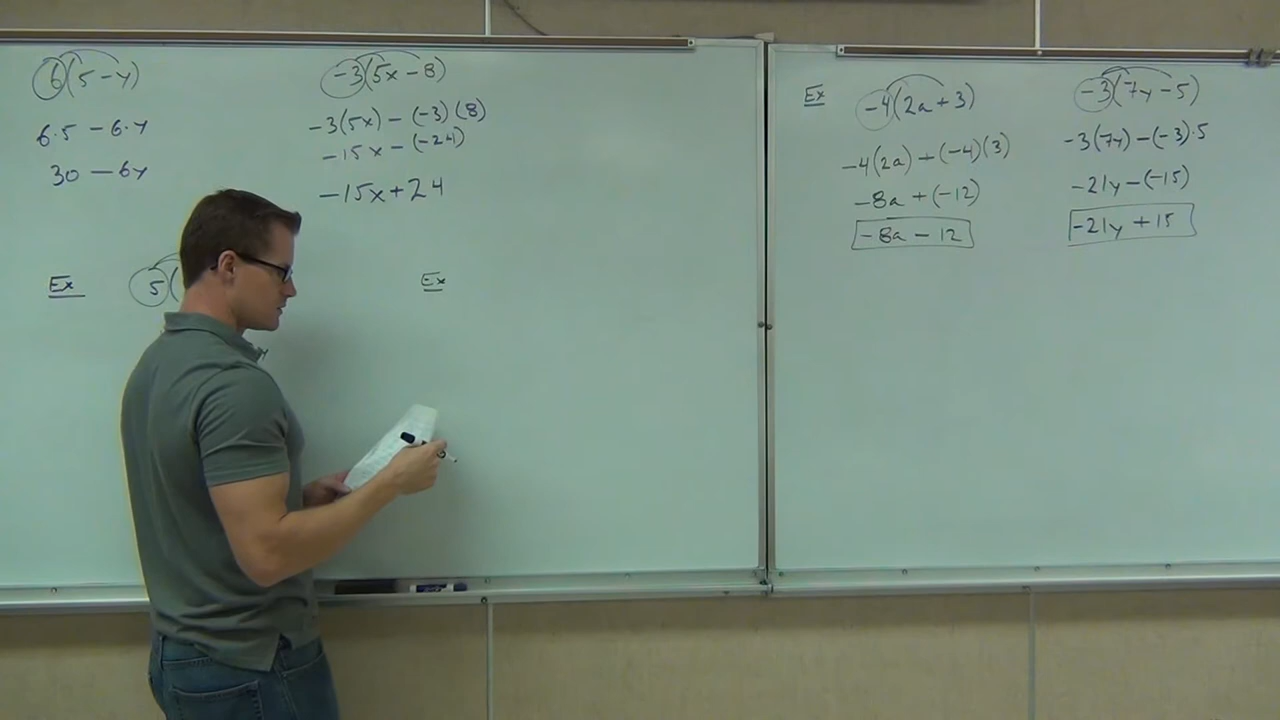 6(5-y)
6·5 - 6·y
30 - 6y
-3(5x-8)
-3(5x) - (-3)(8)
-15x - (-24)
-15x+24
Ex 5(
Ex
Ex -4(2a+3)
-4(2a)+(-4)(3)
-8a + (-12)
-8a - 12
-3(7y-5)
-3(7y)-(-3)·5
-21y-(-15)
-21y + 15